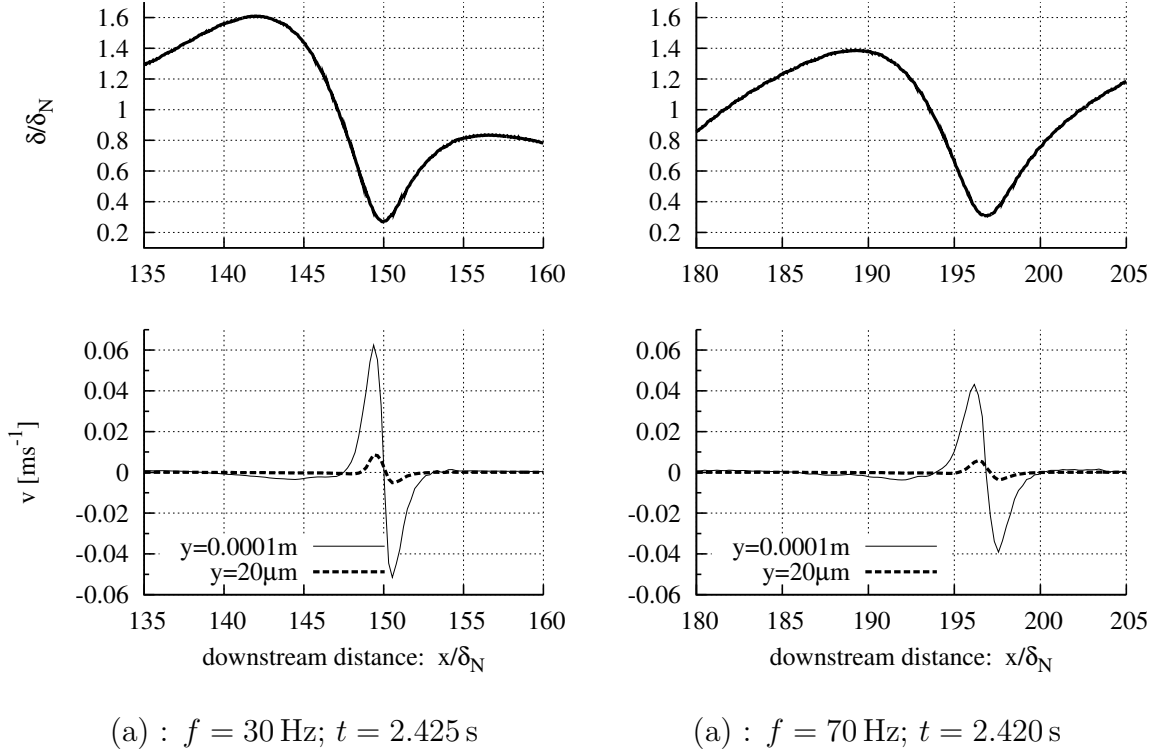 δ/δN
1.6
1.4
1.2
1
0.8
0.6
0.4
0.2
135 140 145 150 155 160
1.6
1.4
1.2
1
0.8
0.6
0.4
0.2
180 185 190 195 200 205
v [ms-1]
0.06
0.04
0.02
0
-0.02
-0.04
-0.06
y=0.0001m
y=20µm
135 140 145 150 155 160
downstream distance: x/δN
0.06
0.04
0.02
0
-0.02
-0.04
-0.06
y=0.0001m
y=20µm
180 185 190 195 200 205
downstream distance: x/δN
(a) : f = 30 Hz; t = 2.425 s
(a) : f = 70 Hz; t = 2.420 s